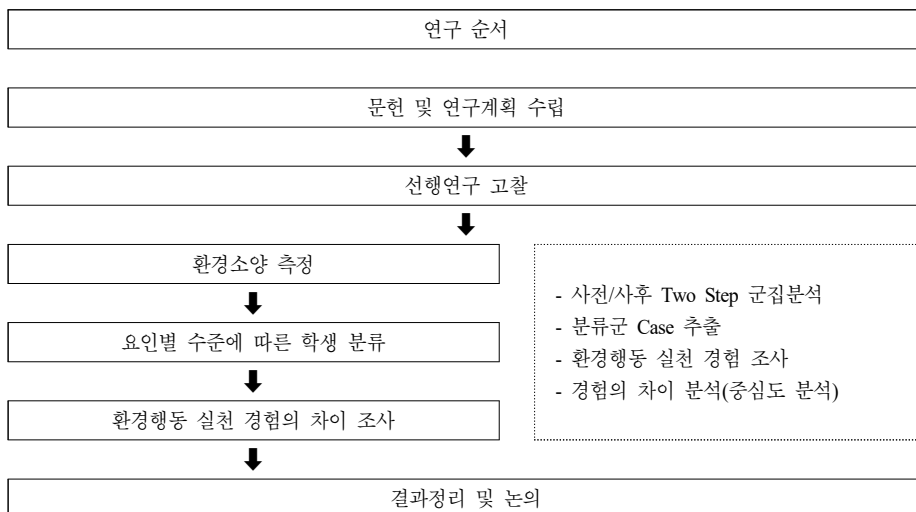 연구 순서
문헌 및 연구계획 수립
선행연구 고찰
환경소양 측정
요인별 수준에 따른 학생 분류
환경행동 실천 경험의 차이 조사
- 사전/사후 Two Step 군집분석
- 분류군 Case 추출
- 환경행동 실천 경험 조사
- 경험의 차이 분석(중심도 분석)
결과정리 및 논의